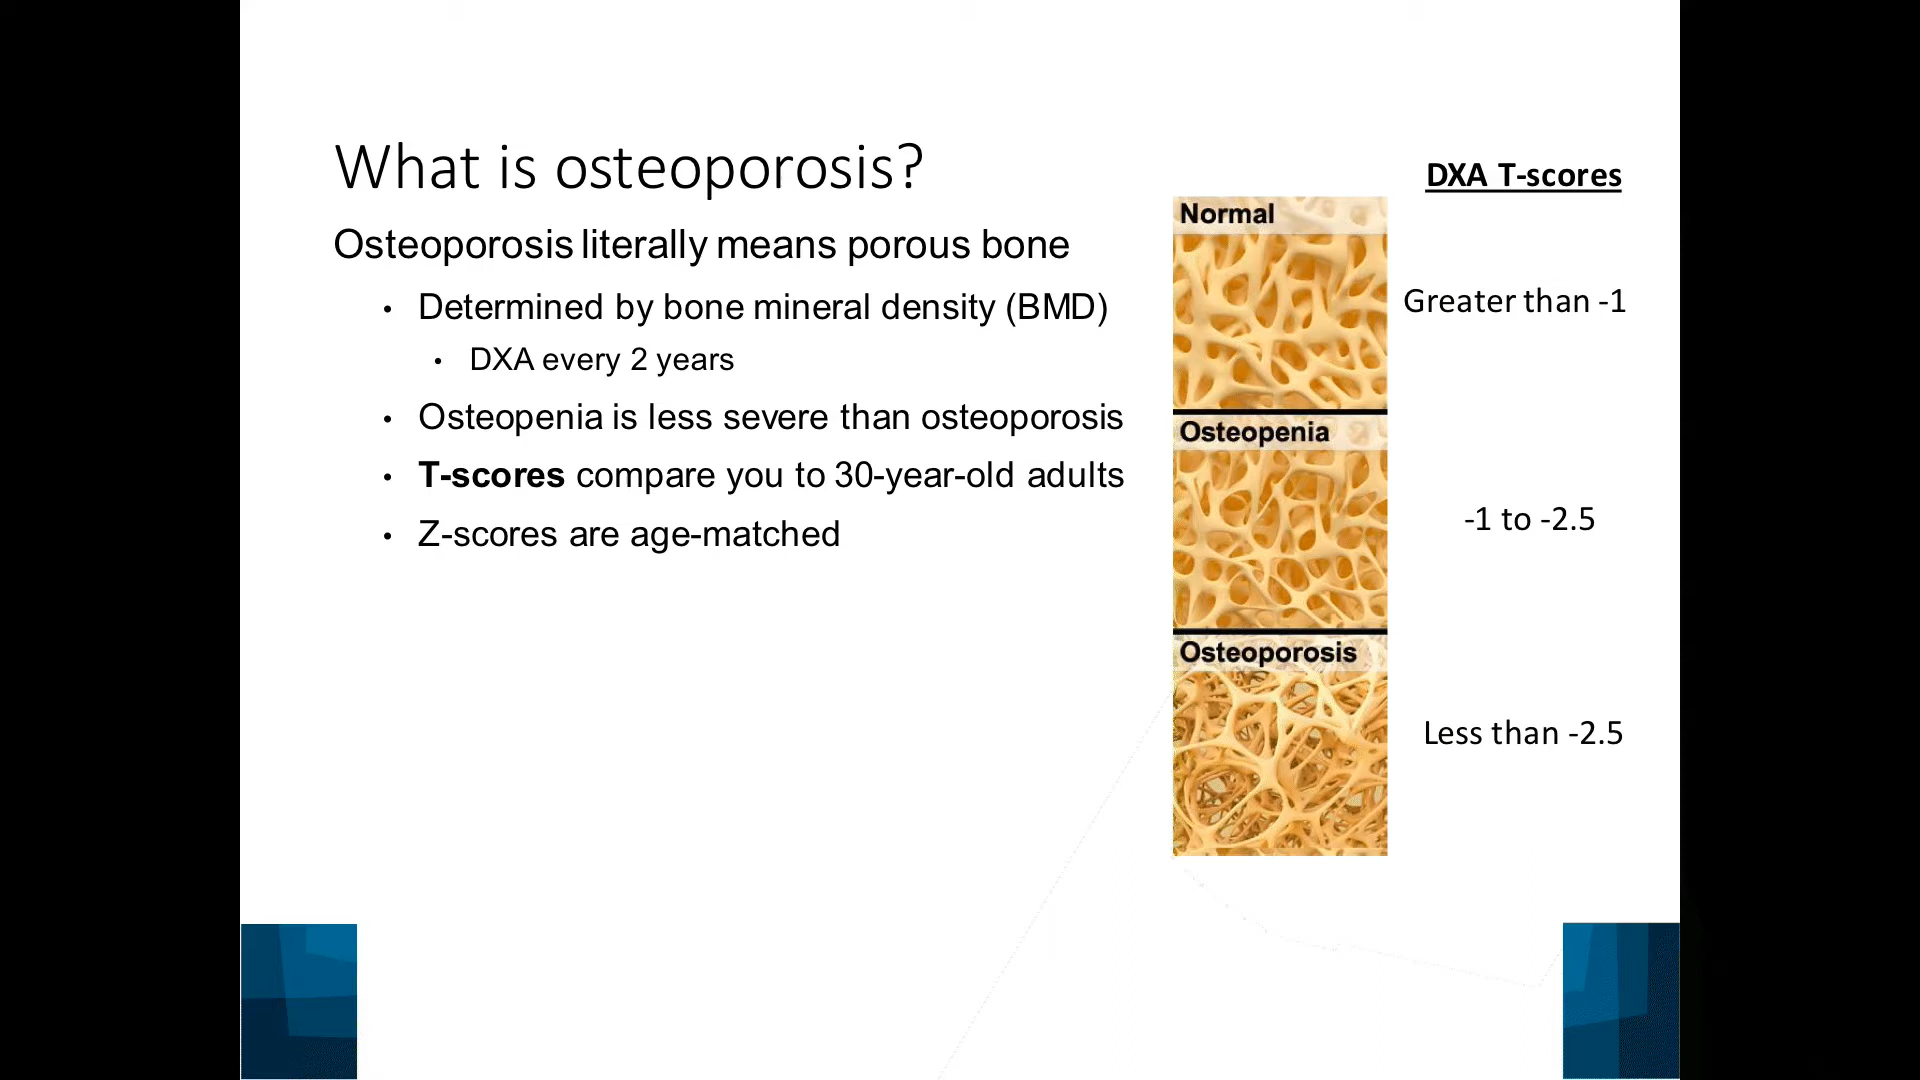 What is osteoporosis?
Osteoporosis literally means porous bone
• Determined by bone mineral density (BMD)
• DXA every 2 years
• Osteopenia is less severe than osteoporosis
• T-scores compare you to 30-year-old adults
• Z-scores are age-matched
DXA T-scores
Normal
Greater than -1
Osteopenia
-1 to -2.5
Osteoporosis
Less than -2.5